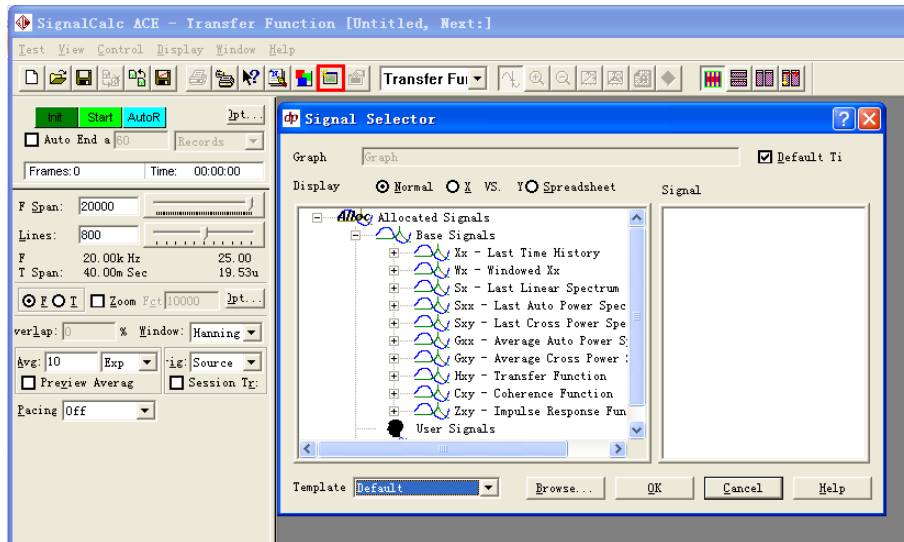 SignalCalc ACE - Transfer Function [Untitled, Next:]
Test View Control Display Window Help
Transfer Fu
Init Start AutoR Opt...
Auto End a 60 Records
Frames: 0 Time: 00:00:00
F Span: 20000
Lines: 800
F 20.00k Hz 25.00
T Span: 40.00m Sec 19.53u
F T Zoom Fct 10000 Opt...
verlap: 0 % Window: Hanning
Avg: 10 Exp rig: Source
Preview Averag Session Tr:
Pacing Off
dp Signal Selector
Graph Graph Default Ti
Display Normal X VS. Y Spreadsheet Signal
Alloc Allocated Signals
Base Signals
Xx - Last Time History
Wx - Windowed Xx
Sx - Last Linear Spectrum
Sxx - Last Auto Power Spec
Sxy - Last Cross Power Spe
Gxx - Average Auto Power S
Gxy - Average Cross Power
Hxy - Transfer Function
Cxy - Coherence Function
Zxy - Impulse Response Fun
User Signals
Template Default Browse... OK Cancel Help